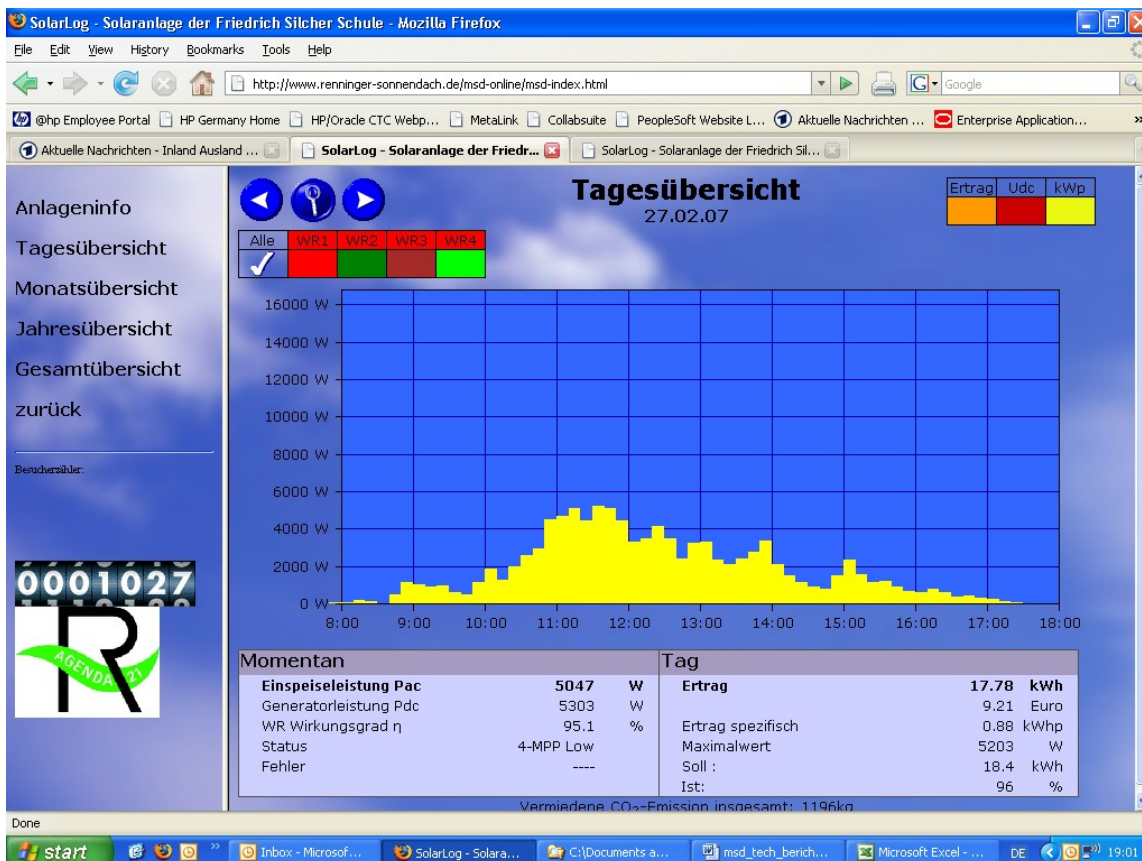 SolarLog - Solaranlage der Friedrich Silcher Schule - Mozilla Firefox
File Edit View History Bookmarks Tools Help
http://www.renninger-sonnendach.de/msd-online/msd-index.html
G Google
@hp Employee Portal HP Germany Home HP/Oracle CTC Webp... MetaLink Collabsuite PeopleSoft Website L... Aktuelle Nachrichten ... Enterprise Application... »
Aktuelle Nachrichten - Inland Ausland ... SolarLog - Solaranlage der Friedr... SolarLog - Solaranlage der Friedrich Sil...
Anlageninfo
Tagesübersicht
Monatsübersicht
Jahresübersicht
Gesamtübersicht
zurück
Besucherzähler:
0001027
R
AGENDA 21
Tagesübersicht
27.02.07
Ertrag Udc kWp
Alle WR1 WR2 WR3 WR4
16000 W
14000 W
12000 W
10000 W
8000 W
6000 W
4000 W
2000 W
0 W
8:00 9:00 10:00 11:00 12:00 13:00 14:00 15:00 16:00 17:00 18:00
Momentan
Einspeiseleistung Pac 5047 W
Generatorleistung Pdc 5303 W
WR Wirkungsgrad η 95.1 %
Status 4-MPP Low
Fehler ----
Tag
Ertrag 17.78 kWh
9.21 Euro
Ertrag spezifisch 0.88 kWhp
Maximalwert 5203 W
Soll : 18.4 kWh
Ist: 96 %
Vermiedene CO₂-Emission insgesamt: 1196kg
Done
start » Inbox - Microsof... SolarLog - Solara... C:\Documents a... msd_tech_berich... Microsoft Excel - ... DE 19:01